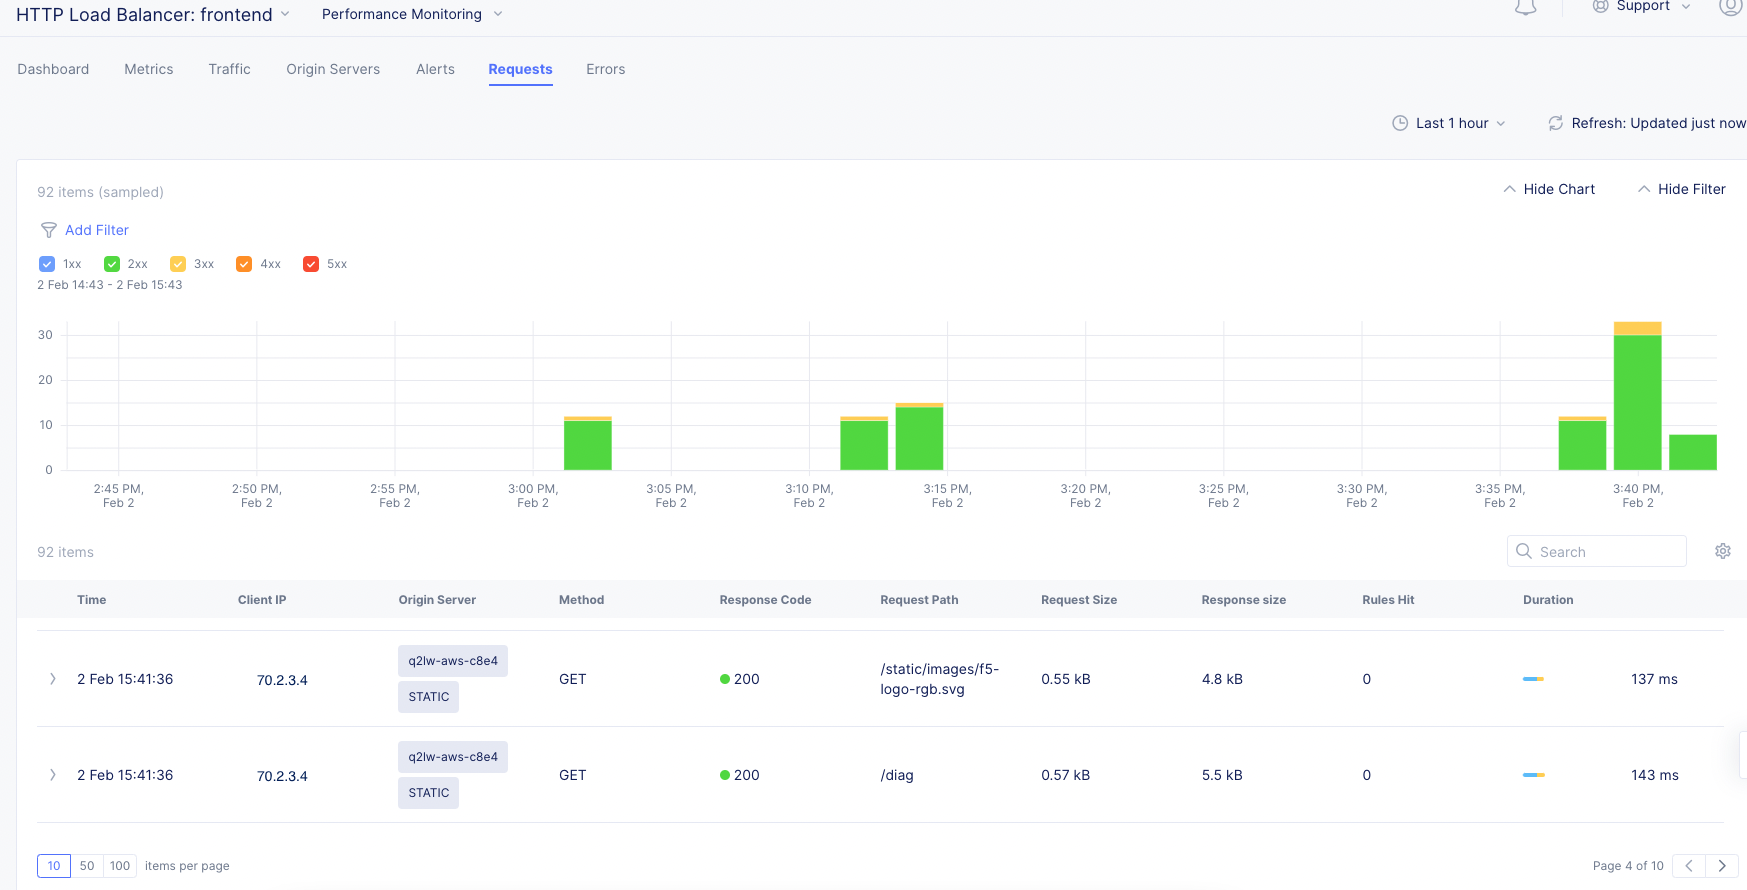 HTTP Load Balancer: frontend
Performance Monitoring
Support
Dashboard Metrics Traffic Origin Servers Alerts Requests Errors
Last 1 hour
Refresh: Updated just now
92 items (sampled)
Hide Chart
Hide Filter
Add Filter
1xx 2xx 3xx 4xx 5xx
2 Feb 14:43 - 2 Feb 15:43
30
20
10
0
2:45 PM, 2:50 PM, 2:55 PM, 3:00 PM, 3:05 PM, 3:10 PM, 3:15 PM, 3:20 PM, 3:25 PM, 3:30 PM, 3:35 PM, 3:40 PM,
Feb 2 Feb 2 Feb 2 Feb 2 Feb 2 Feb 2 Feb 2 Feb 2 Feb 2 Feb 2 Feb 2 Feb 2
92 items
Search
Time Client IP Origin Server Method Response Code Request Path Request Size Response size Rules Hit Duration
q2lw-aws-c8e4
2 Feb 15:41:36 70.2.3.4 GET 200 /static/images/f5- 0.55 kB 4.8 kB 0 137 ms
logo-rgb.svg
STATIC
q2lw-aws-c8e4
2 Feb 15:41:36 70.2.3.4 GET 200 /diag 0.57 kB 5.5 kB 0 143 ms
STATIC
10 50 100 items per page
Page 4 of 10